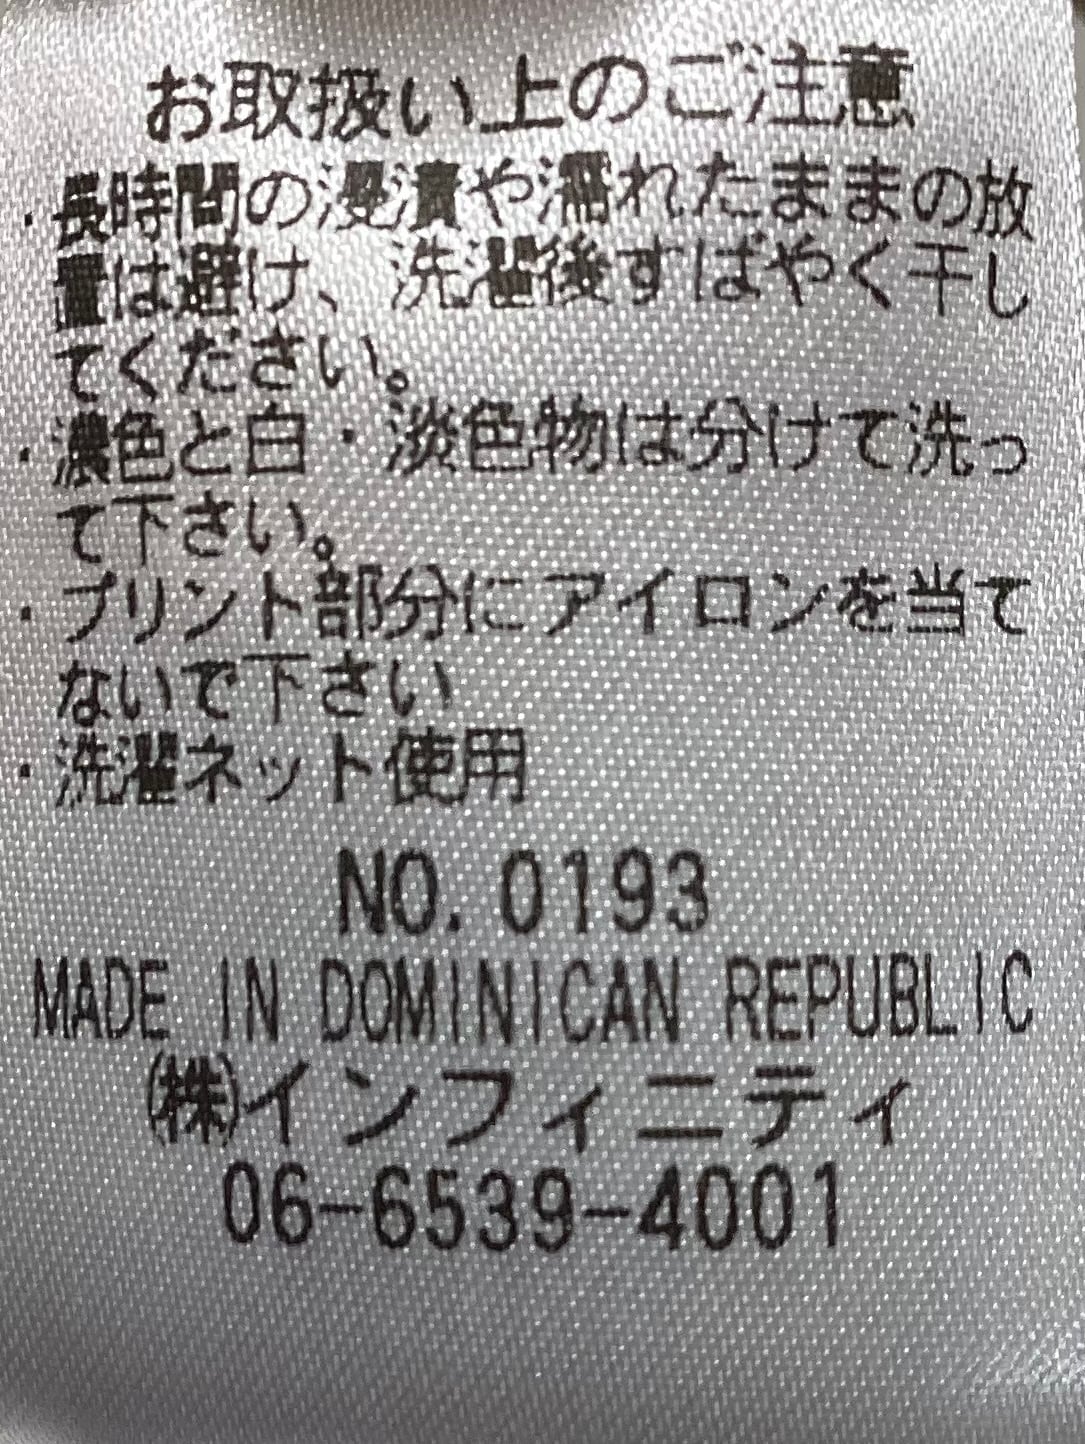 お取扱い上のご注意
・長時間の浸漬や濡れたままの放
置は避け、洗濯後すばやく干し
てください。
・濃色と白・淡色物は分けて洗っ
て下さい。
・プリント部分にアイロンを当て
ないで下さい
・洗濯ネット使用
NO. 0193
MADE IN DOMINICAN REPUBLIC
㈱インフィニティ
06-6539-4001